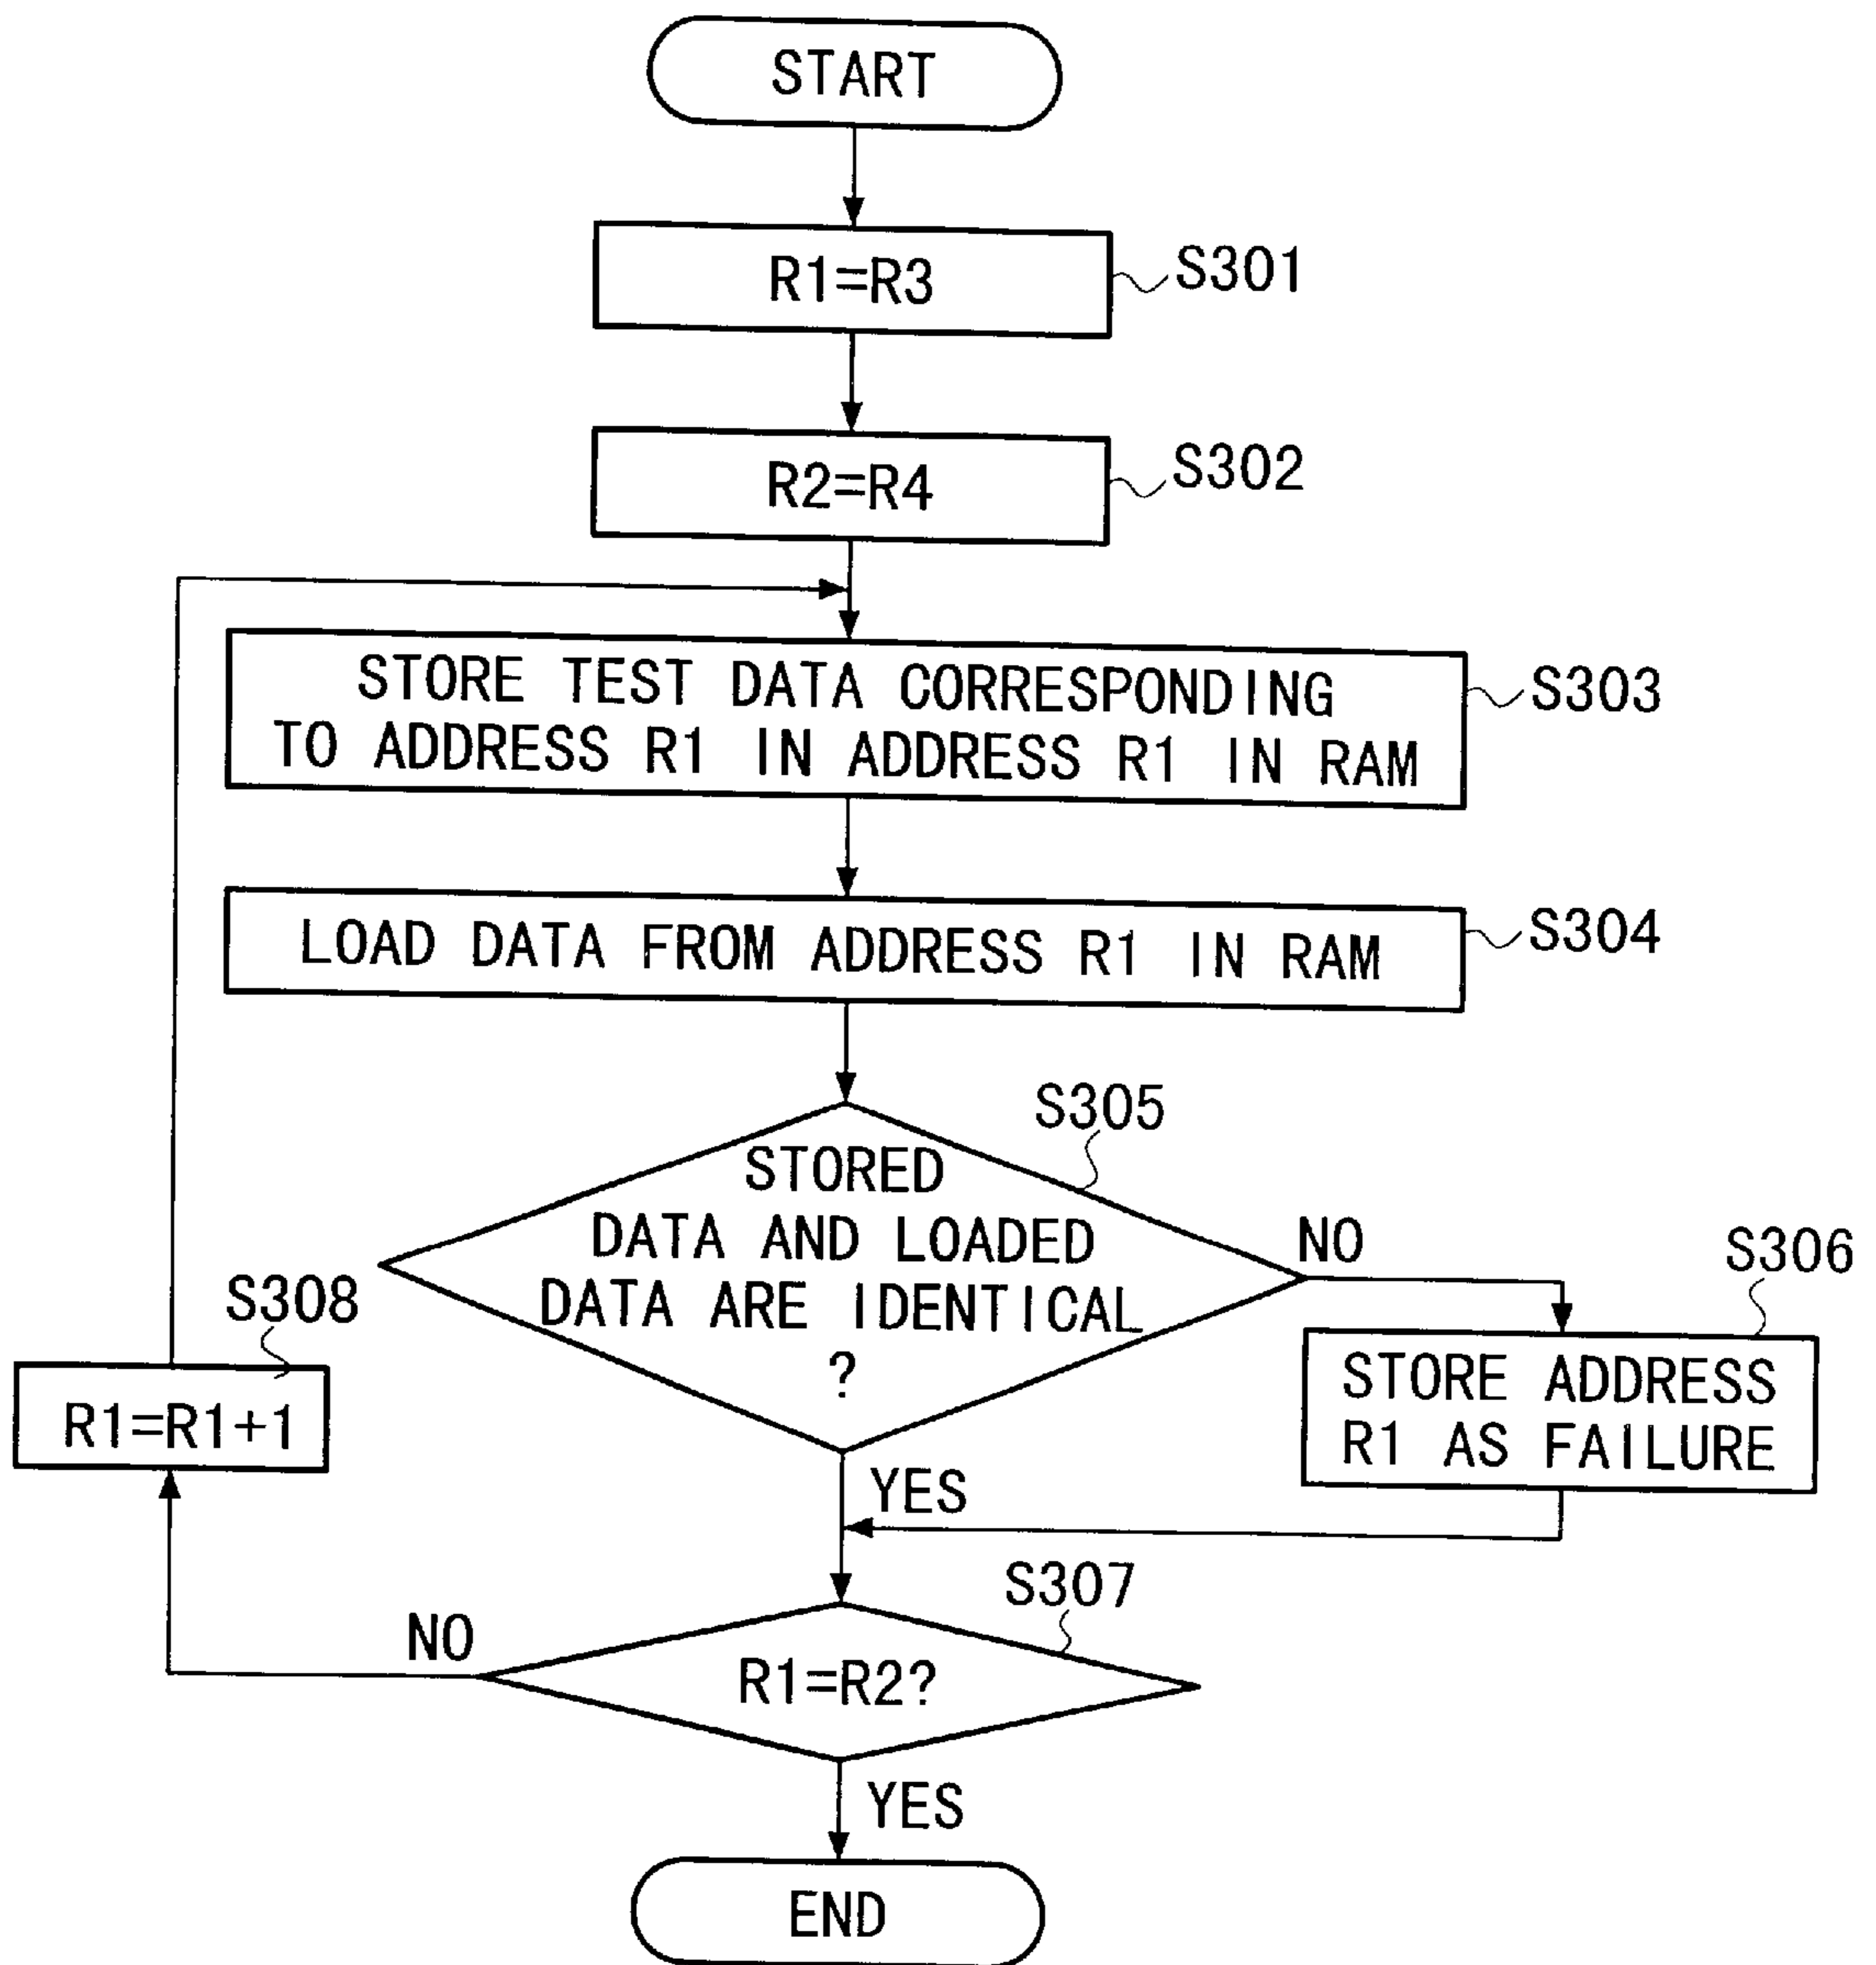 START
R1=R3
S301
R2=R4
S302
STORE TEST DATA CORRESPONDING
TO ADDRESS R1 IN ADDRESS R1 IN RAM
S303
LOAD DATA FROM ADDRESS R1 IN RAM
S304
S305
STORED
DATA AND LOADED
DATA ARE IDENTICAL
?
NO
S306
STORE ADDRESS
R1 AS FAILURE
S308
R1=R1+1
YES
S307
NO
R1=R2?
YES
END